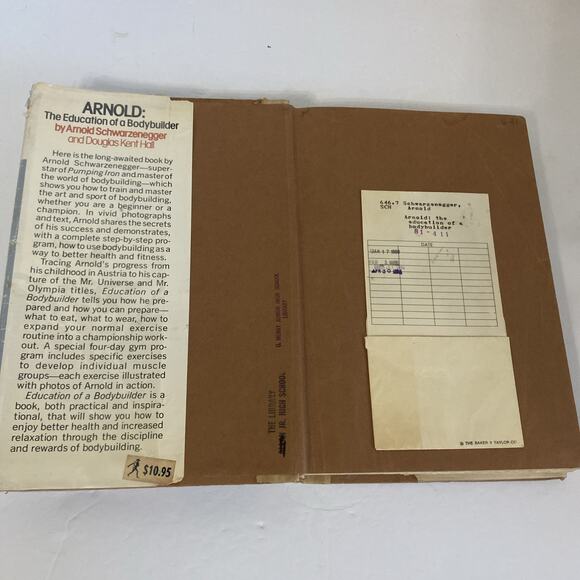 ARNOLD:
The Education of a Bodybuilder
by Arnold Schwarzenegger
and Douglas Kent Hall
Here is the long-awaited book by
Arnold Schwarzenegger—super-
star of Pumping Iron and master of
the world of bodybuilding—which
shows you how to train and master
the art and sport of bodybuilding,
whether you are a beginner or a
champion. In vivid photographs
and text, Arnold shares the secrets
of his success and demonstrates,
with a complete step-by-step pro-
gram, how to use bodybuilding as a
way to better health and fitness.
Tracing Arnold's progress from
his childhood in Austria to his cap-
ture of the Mr. Universe and Mr.
Olympia titles, Education of a
Bodybuilder tells you how he pre-
pared and how you can prepare—
what to eat, what to wear, how to
expand your normal exercise
routine into a championship work-
out. A special four-day gym pro-
gram includes specific exercises
to develop individual muscle
groups—each exercise illustrated
with photos of Arnold in action.
Education of a Bodybuilder is a
book, both practical and inspira-
tional, that will show you how to
enjoy better health and increased
relaxation through the discipline
and rewards of bodybuilding.
$10.95
THE LIBRARY
JR. HIGH SCHOOL
JUNIOR HIGH SCHOOL
LIBRARY
646.7 Schwarzenegger,
SCH Arnold
Arnold: the
education of a
bodybuilder
81-411
DATE
© THE BAKER & TAYLOR CO.